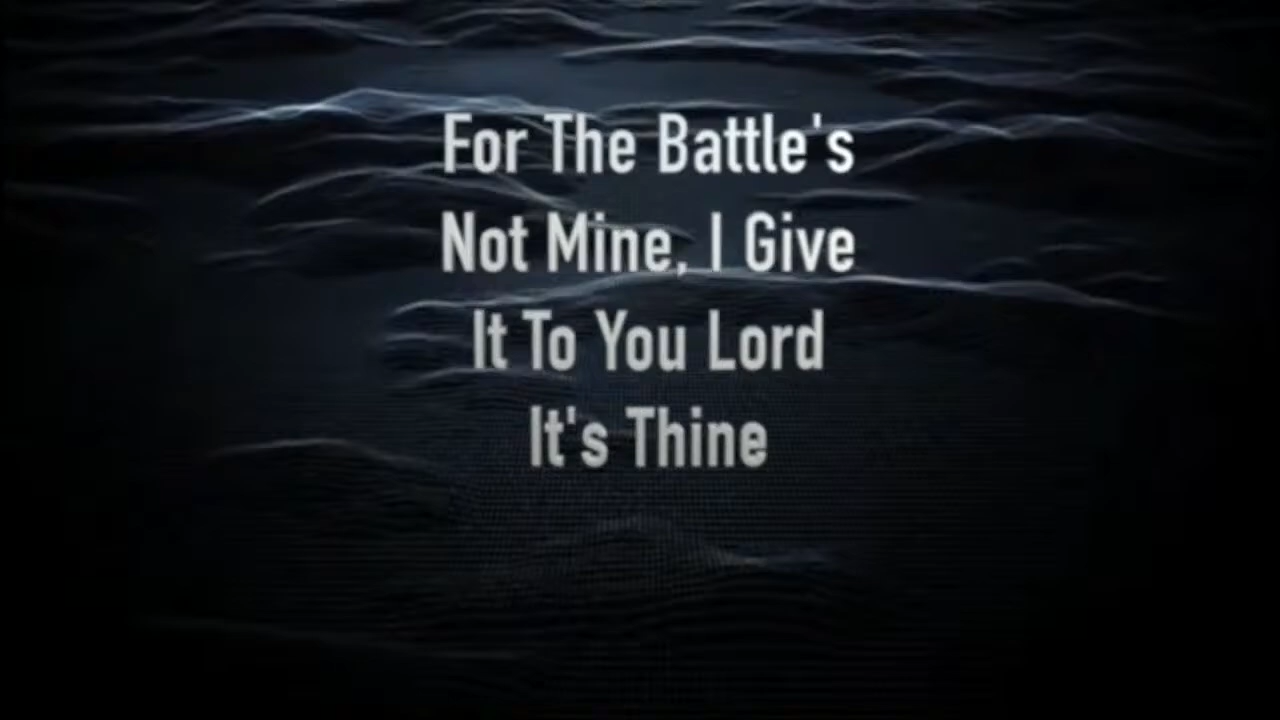 For The Battle's
Not Mine, I Give
It To You Lord
It's Thine